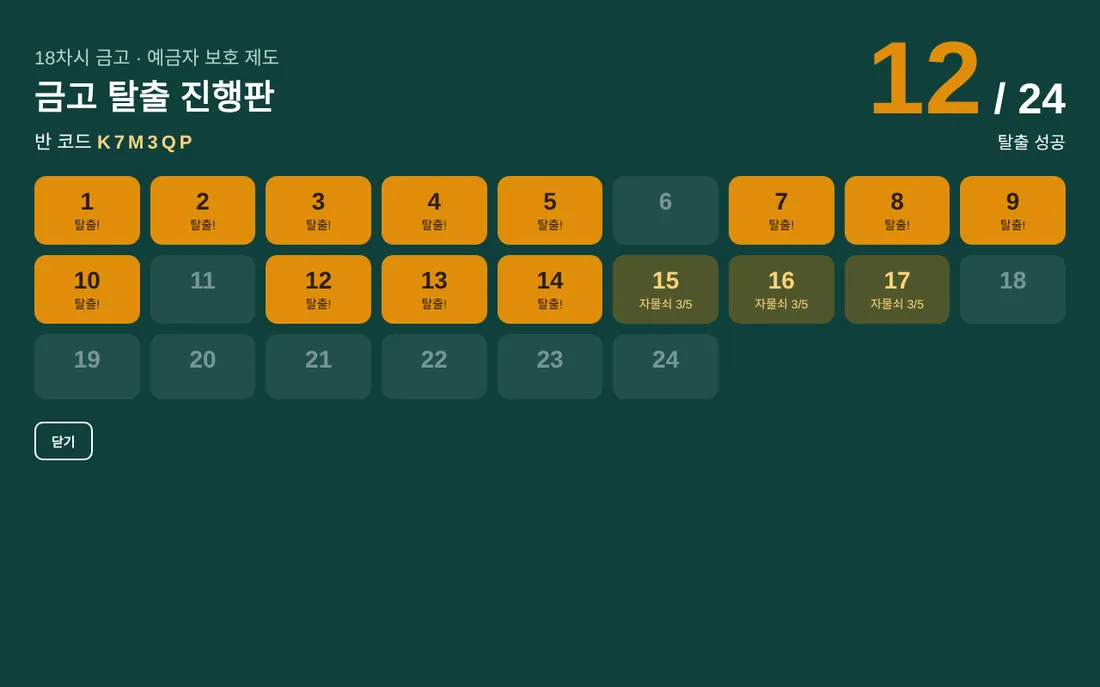 18차시 금고 · 예금자 보호 제도
금고 탈출 진행판
반 코드 K7M3QP
12 / 24
탈출 성공
1 2 3 4 5 6 7 8 9
탈출! 탈출! 탈출! 탈출! 탈출! 탈출! 탈출! 탈출!
10 11 12 13 14 15 16 17 18
탈출! 탈출! 탈출! 탈출! 자물쇠 3/5 자물쇠 3/5 자물쇠 3/5
19 20 21 22 23 24
닫기